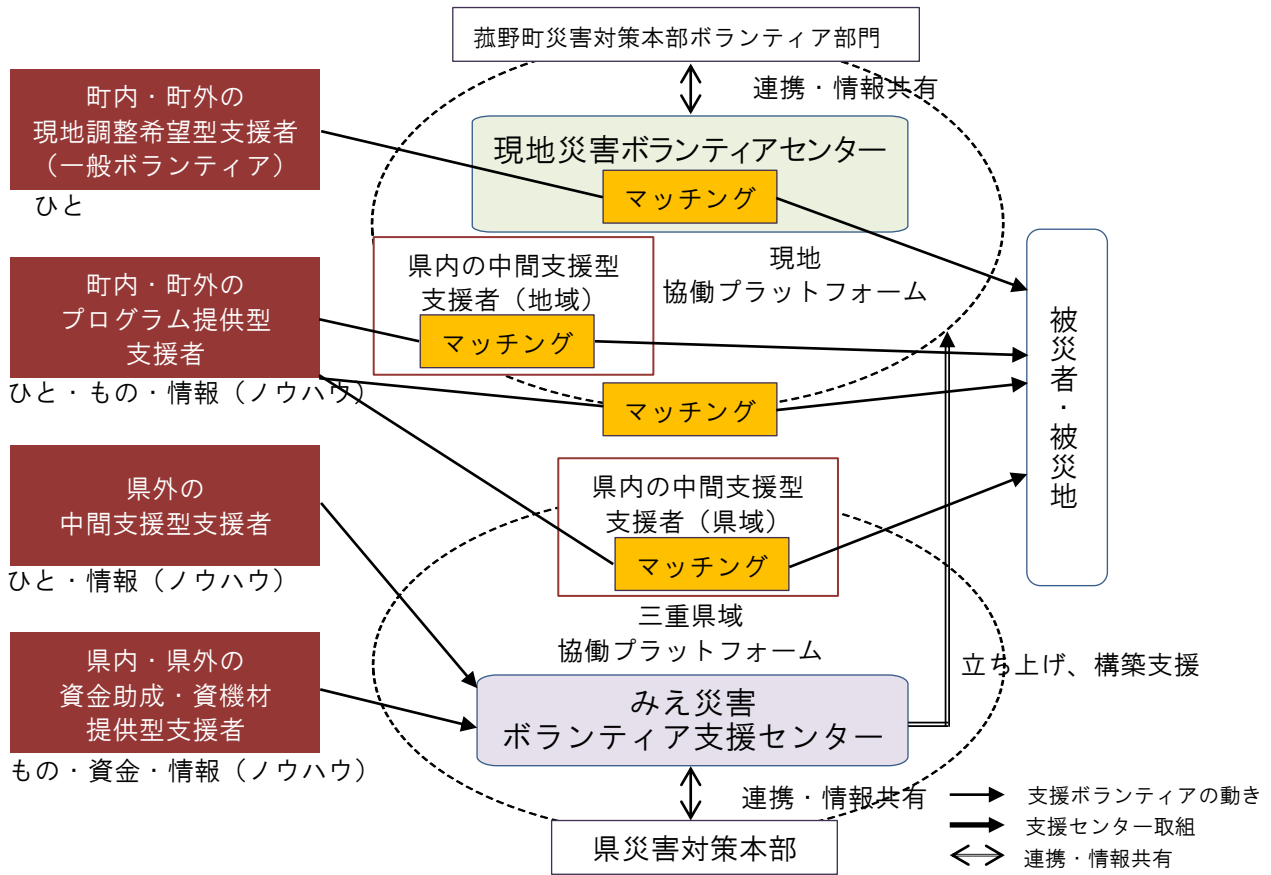 菰野町災害対策本部ボランティア部門
連携・情報共有
町内・町外の
現地調整希望型支援者
（一般ボランティア）
ひと
現地災害ボランティアセンター
マッチング
現地
協働プラットフォーム
県内の中間支援型
支援者（地域）
マッチング
町内・町外の
プログラム提供型
支援者
ひと・もの・情報（ノウハウ）
マッチング
被災者・被災地
県外の
中間支援型支援者
ひと・情報（ノウハウ）
県内の中間支援型
支援者（県域）
マッチング
三重県域
協働プラットフォーム
県内・県外の
資金助成・資機材
提供型支援者
もの・資金・情報（ノウハウ）
みえ災害
ボランティア支援センター
立ち上げ、構築支援
連携・情報共有
県災害対策本部
支援ボランティアの動き
支援センター取組
連携・情報共有